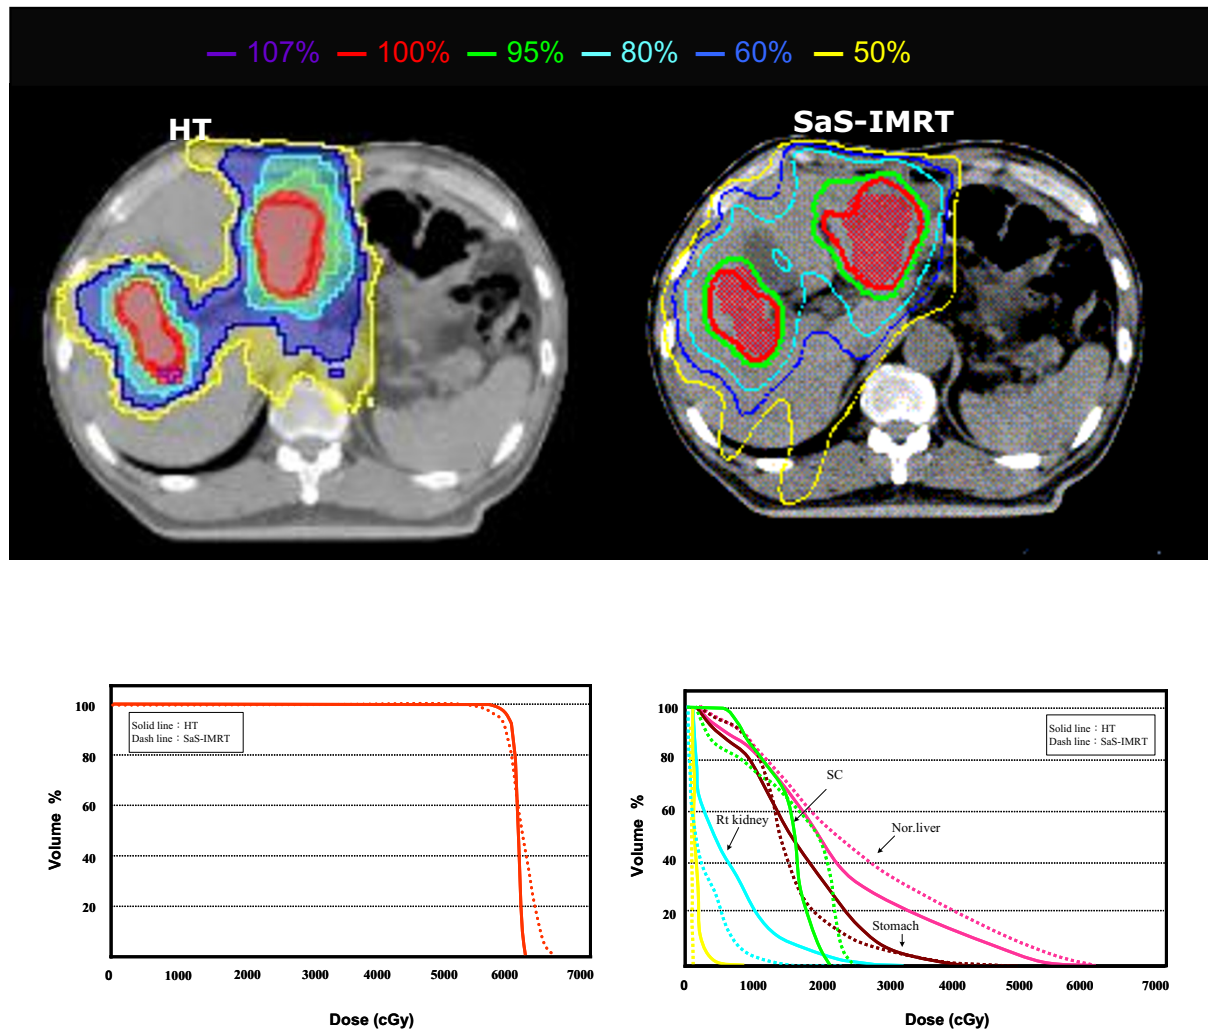 107% 100% 95% 80% 60% 50%
HT
SaS-IMRT
100
80
60
40
20
Volume %
Solid line : HT
Dash line : SaS-IMRT
0 1000 2000 3000 4000 5000 6000 7000
Dose (cGy)
100
80
60
40
20
Volume %
Solid line : HT
Dash line : SaS-IMRT
SC
Rt kidney
Nor.liver
Stomach
0 1000 2000 3000 4000 5000 6000 7000
Dose (cGy)